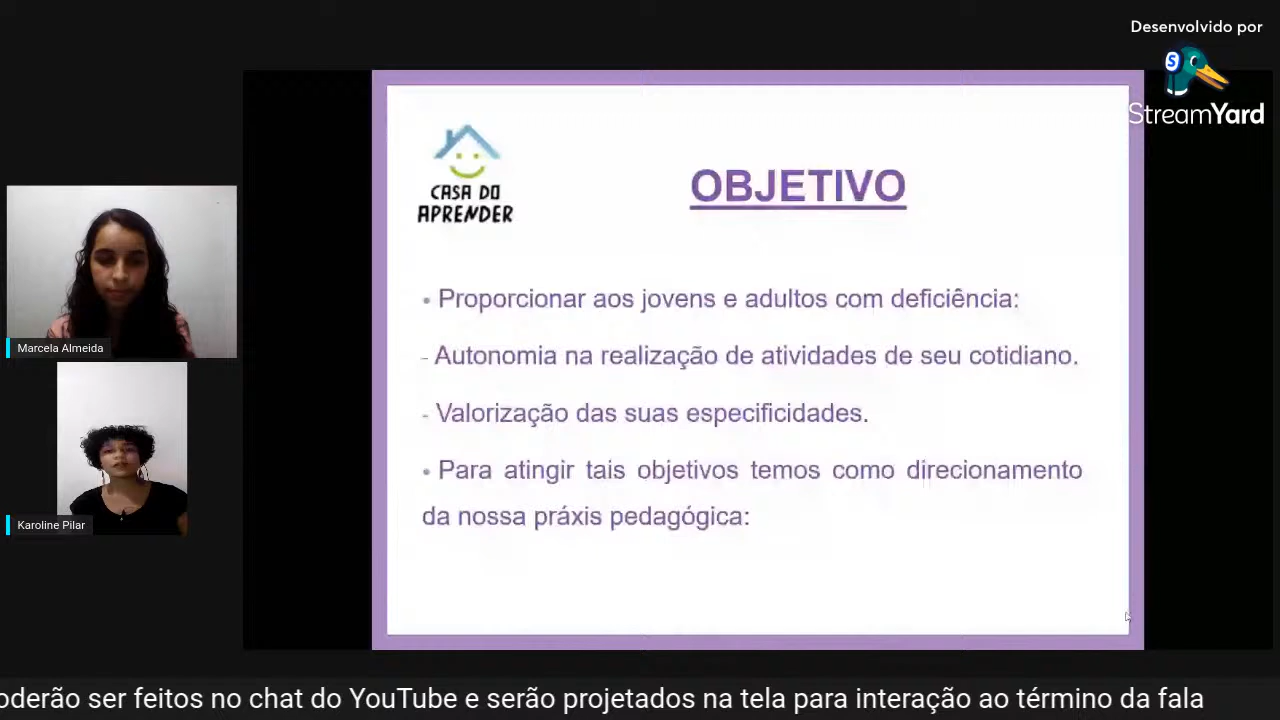 Desenvolvido por
StreamYard
CASA DO
APRENDER
OBJETIVO
• Proporcionar aos jovens e adultos com deficiência:
- Autonomia na realização de atividades de seu cotidiano.
- Valorização das suas especificidades.
• Para atingir tais objetivos temos como direcionamento
da nossa práxis pedagógica:
Marcela Almeida
Karoline Pilar
oderão ser feitos no chat do YouTube e serão projetados na tela para interação ao término da fala